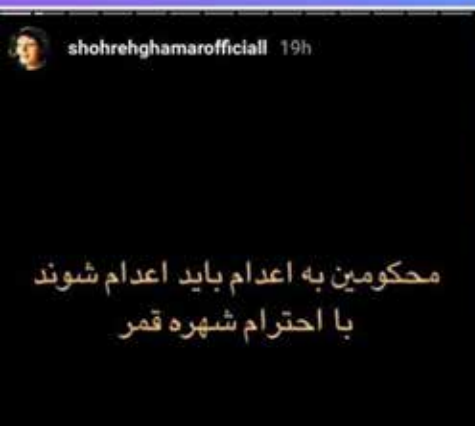 shohrehghamarofficiall 19h
محکومین به اعدام باید اعدام شوند
با احترام شهره قمر